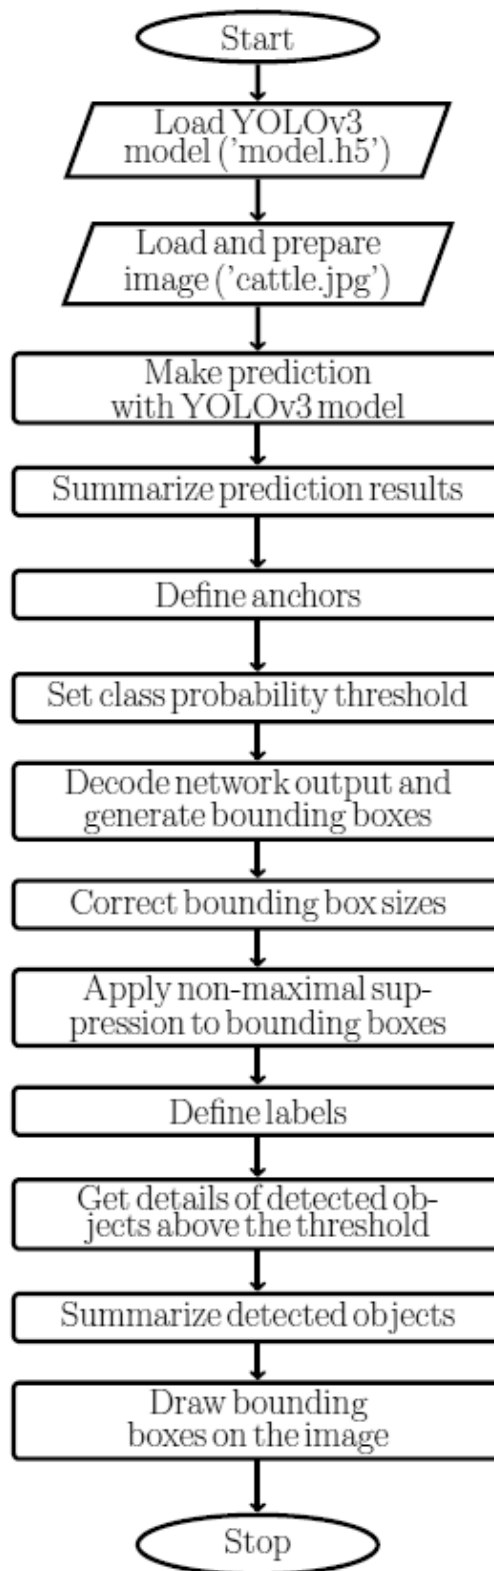 Start
Load YOLOv3
model ('model.h5')
Load and prepare
image ('cattle.jpg')
Make prediction
with YOLOv3 model
Summarize prediction results
Define anchors
Set class probability threshold
Decode network output and
generate bounding boxes
Correct bounding box sizes
Apply non-maximal sup-
pression to bounding boxes
Define labels
Get details of detected ob-
jects above the threshold
Summarize detected objects
Draw bounding
boxes on the image
Stop